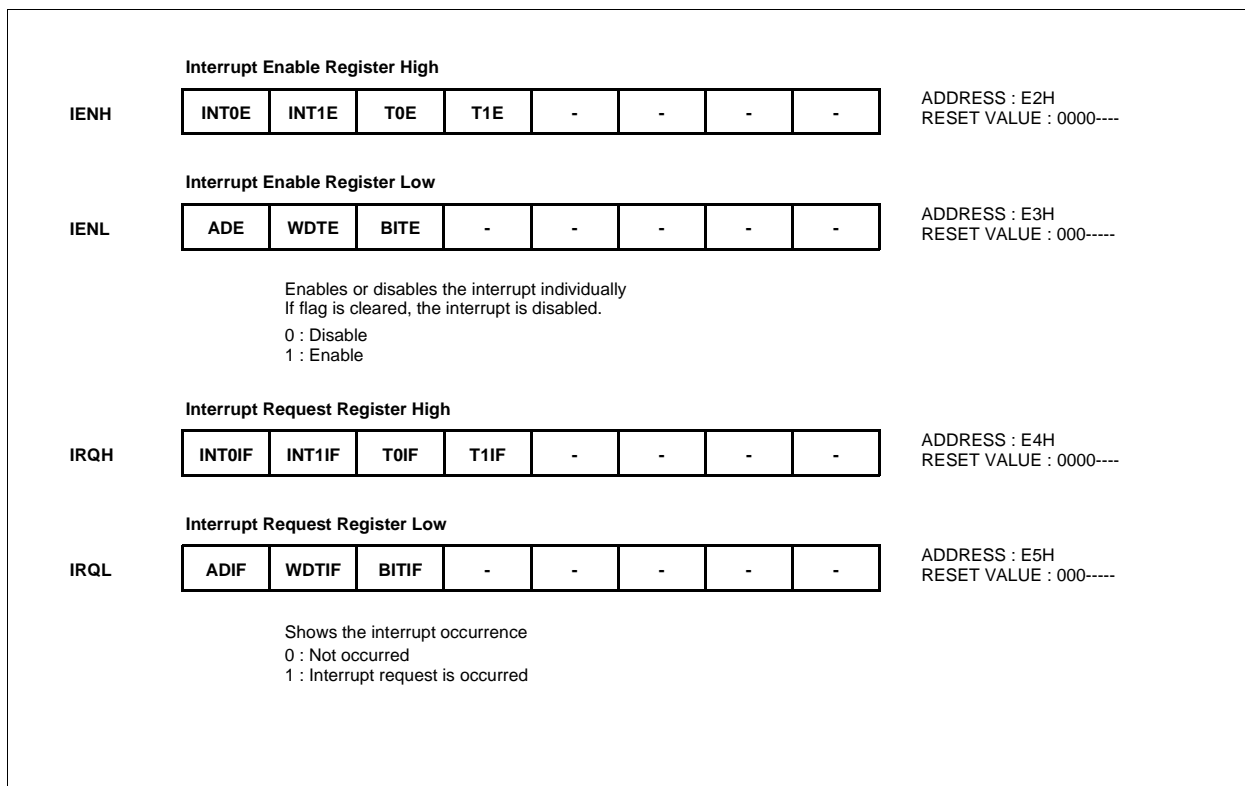 Interrupt Enable Register High
IENH INT0E INT1E T0E T1E - - - - ADDRESS : E2H
RESET VALUE : 0000----
Interrupt Enable Register Low
IENL ADE WDTE BITE - - - - - ADDRESS : E3H
RESET VALUE : 000-----
Enables or disables the interrupt individually
If flag is cleared, the interrupt is disabled.
0 : Disable
1 : Enable
Interrupt Request Register High
IRQH INT0IF INT1IF T0IF T1IF - - - - ADDRESS : E4H
RESET VALUE : 0000----
Interrupt Request Register Low
IRQL ADIF WDTIF BITIF - - - - - ADDRESS : E5H
RESET VALUE : 000-----
Shows the interrupt occurrence
0 : Not occurred
1 : Interrupt request is occurred